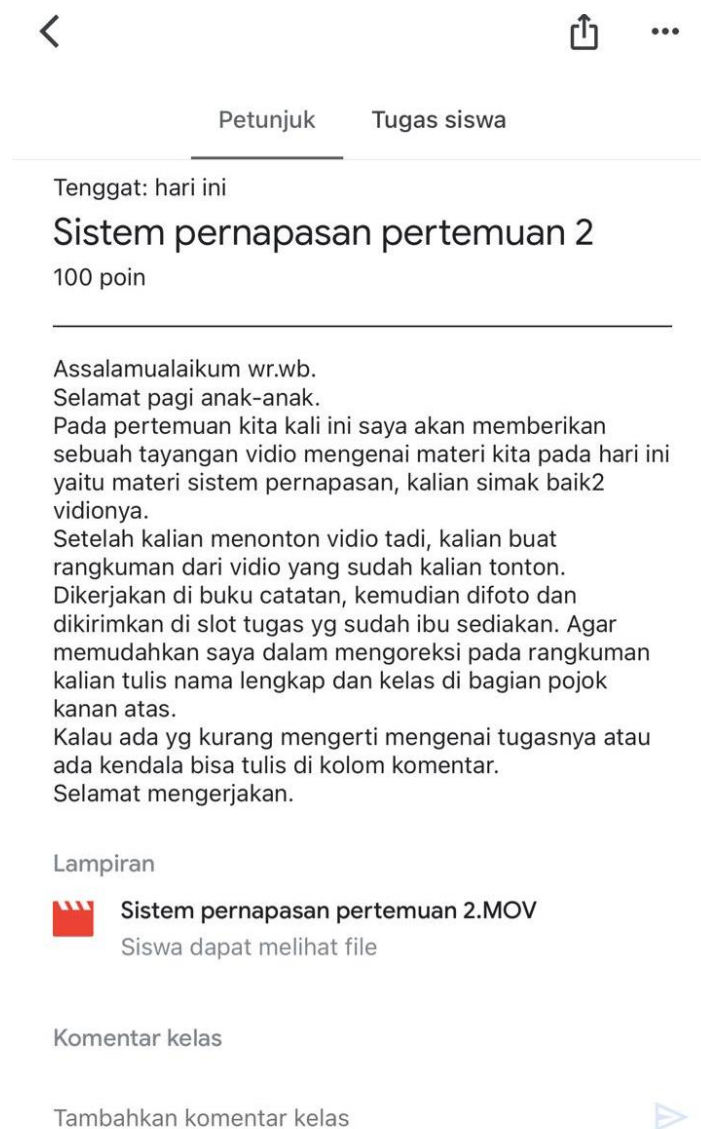 Petunjuk Tugas siswa
Tenggat: hari ini
Sistem pernapasan pertemuan 2
100 poin
Assalamualaikum wr.wb.
Selamat pagi anak-anak.
Pada pertemuan kita kali ini saya akan memberikan
sebuah tayangan vidio mengenai materi kita pada hari ini
yaitu materi sistem pernapasan, kalian simak baik2
vidionya.
Setelah kalian menonton vidio tadi, kalian buat
rangkuman dari vidio yang sudah kalian tonton.
Dikerjakan di buku catatan, kemudian difoto dan
dikirimkan di slot tugas yg sudah ibu sediakan. Agar
memudahkan saya dalam mengoreksi pada rangkuman
kalian tulis nama lengkap dan kelas di bagian pojok
kanan atas.
Kalau ada yg kurang mengerti mengenai tugasnya atau
ada kendala bisa tulis di kolom komentar.
Selamat mengerjakan.
Lampiran
Sistem pernapasan pertemuan 2.MOV
Siswa dapat melihat file
Komentar kelas
Tambahkan komentar kelas